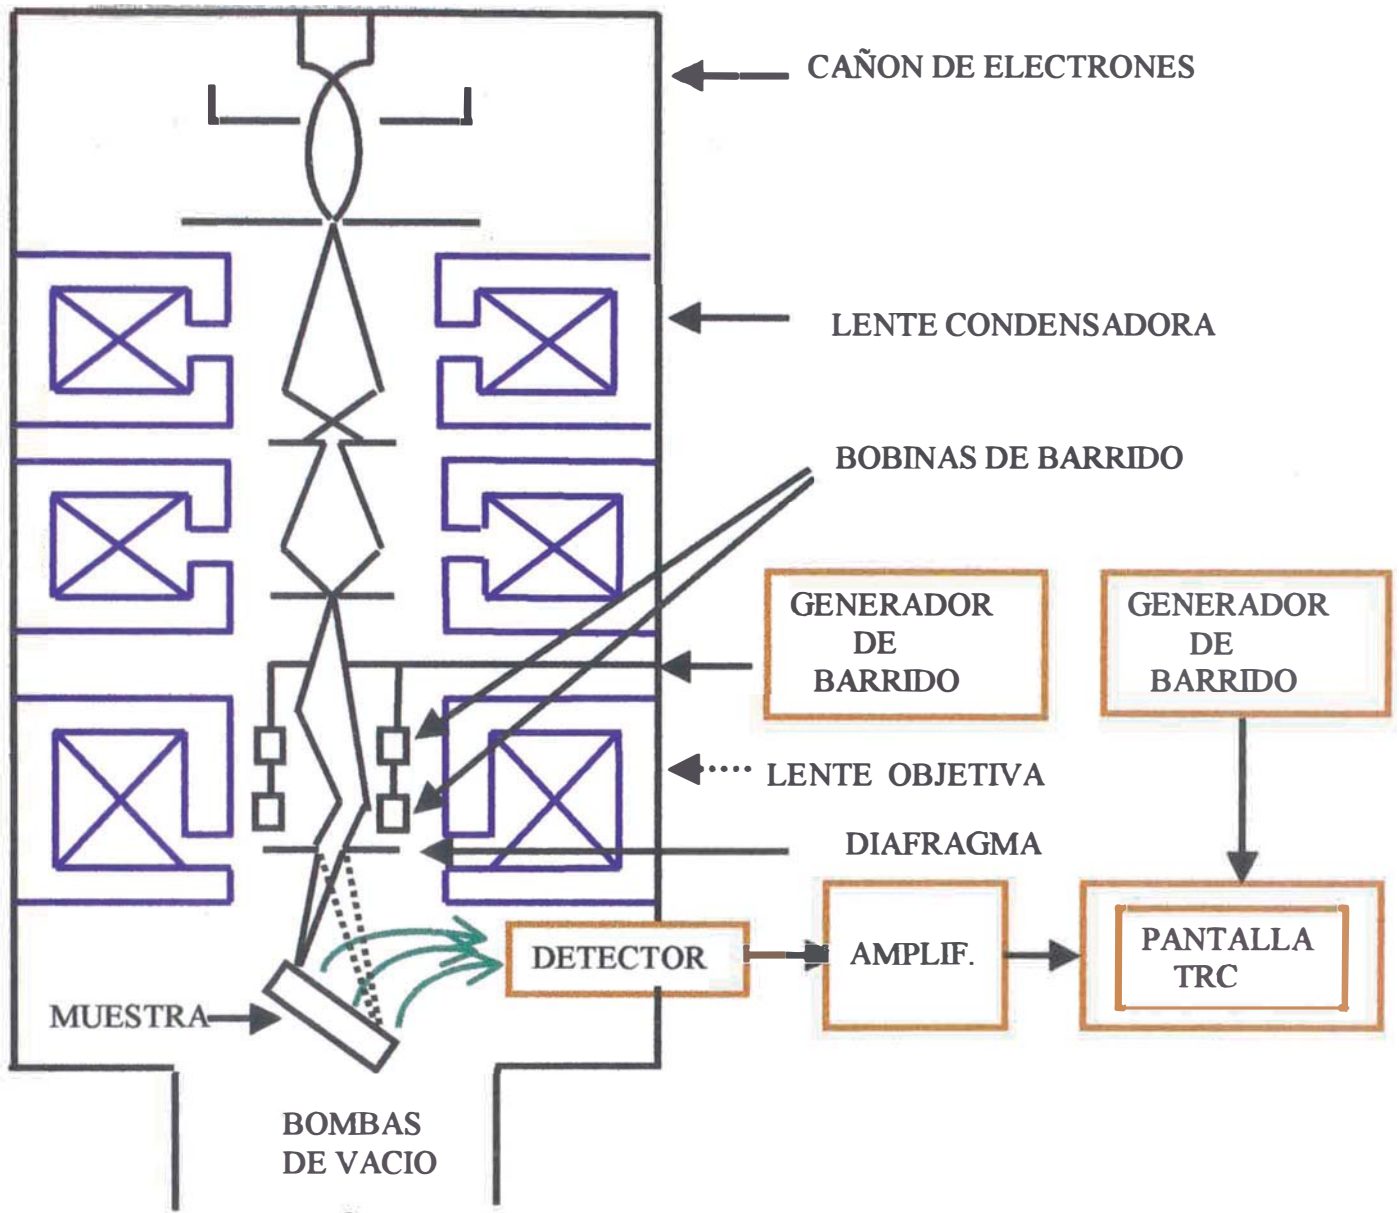 CAÑON DE ELECTRONES
LENTE CONDENSADORA
BOBINAS DE BARRIDO
GENERADOR
DE
BARRIDO
GENERADOR
DE
BARRIDO
LENTE OBJETIVA
DIAFRAGMA
DETECTOR
AMPLIF.
PANTALLA
TRC
MUESTRA
BOMBAS
DE VACIO